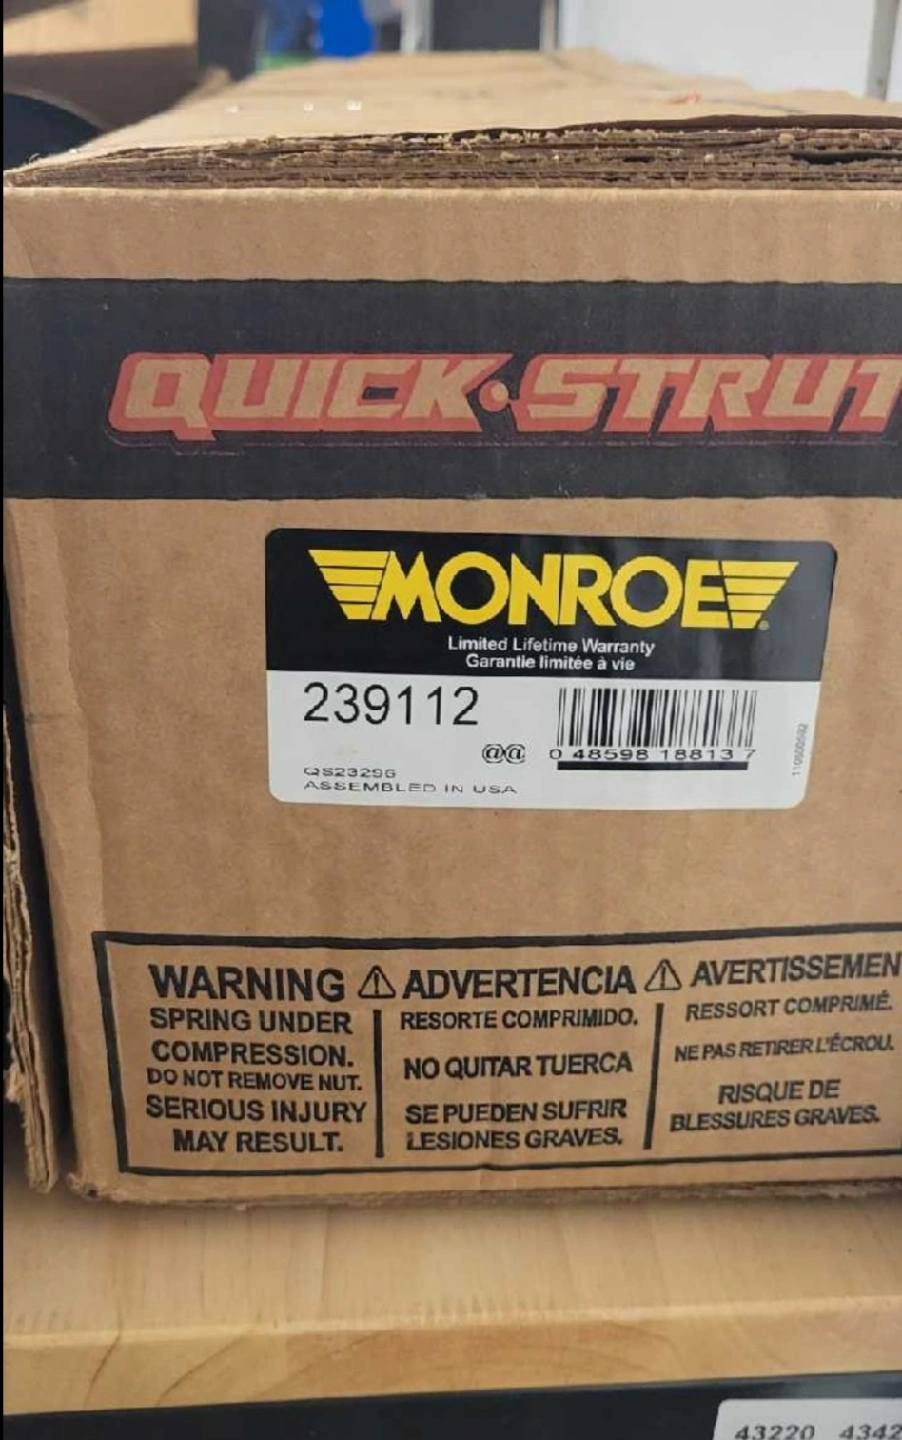 QUICK-STRUT
MONROE
Limited Lifetime Warranty
Garantie limitée à vie
239112
@@
0 48598 18813 7
QS23296
ASSEMBLED IN USA
WARNING
SPRING UNDER
COMPRESSION.
DO NOT REMOVE NUT.
SERIOUS INJURY
MAY RESULT.
ADVERTENCIA
RESORTE COMPRIMIDO.
NO QUITAR TUERCA
SE PUEDEN SUFRIR
LESIONES GRAVES.
AVERTISSEMEN
RESSORT COMPRIMÉ.
NE PAS RETIRER L'ÉCROU.
RISQUE DE
BLESSURES GRAVES.
43220 4342